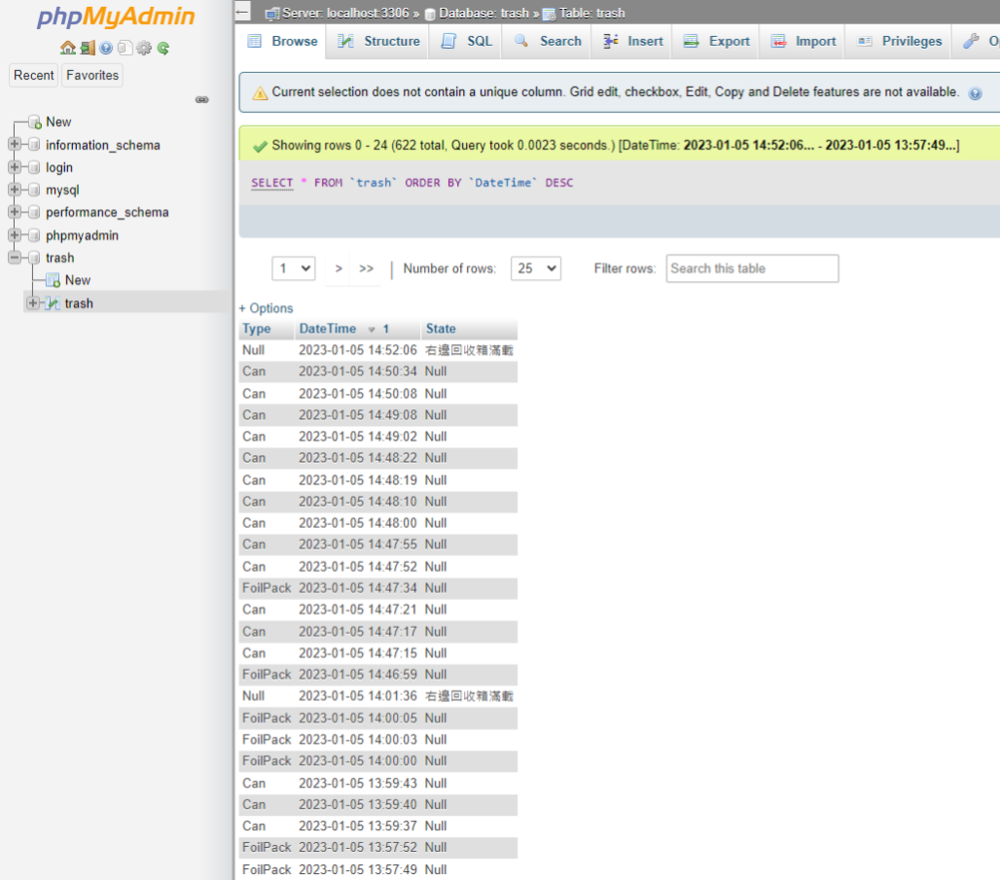 phpMyAdmin
Recent Favorites
New
information_schema
login
mysql
performance_schema
phpmyadmin
trash
New
trash
Server: localhost:3306 » Database: trash » Table: trash
Browse Structure SQL Search Insert Export Import Privileges
Current selection does not contain a unique column. Grid edit, checkbox, Edit, Copy and Delete features are not available.
Showing rows 0 - 24 (622 total, Query took 0.0023 seconds.) [DateTime: 2023-01-05 14:52:06... - 2023-01-05 13:57:49...]
SELECT * FROM `trash` ORDER BY `DateTime` DESC
1 > >> | Number of rows: 25 Filter rows: Search this table
+ Options
Type DateTime 1 State
Null 2023-01-05 14:52:06 右邊回收箱滿載
Can 2023-01-05 14:50:34 Null
Can 2023-01-05 14:50:08 Null
Can 2023-01-05 14:49:08 Null
Can 2023-01-05 14:49:02 Null
Can 2023-01-05 14:48:22 Null
Can 2023-01-05 14:48:19 Null
Can 2023-01-05 14:48:10 Null
Can 2023-01-05 14:48:00 Null
Can 2023-01-05 14:47:55 Null
Can 2023-01-05 14:47:52 Null
FoilPack 2023-01-05 14:47:34 Null
Can 2023-01-05 14:47:21 Null
Can 2023-01-05 14:47:17 Null
Can 2023-01-05 14:47:15 Null
FoilPack 2023-01-05 14:46:59 Null
Null 2023-01-05 14:01:36 右邊回收箱滿載
FoilPack 2023-01-05 14:00:05 Null
FoilPack 2023-01-05 14:00:03 Null
FoilPack 2023-01-05 14:00:00 Null
Can 2023-01-05 13:59:43 Null
Can 2023-01-05 13:59:40 Null
Can 2023-01-05 13:59:37 Null
FoilPack 2023-01-05 13:57:52 Null
FoilPack 2023-01-05 13:57:49 Null